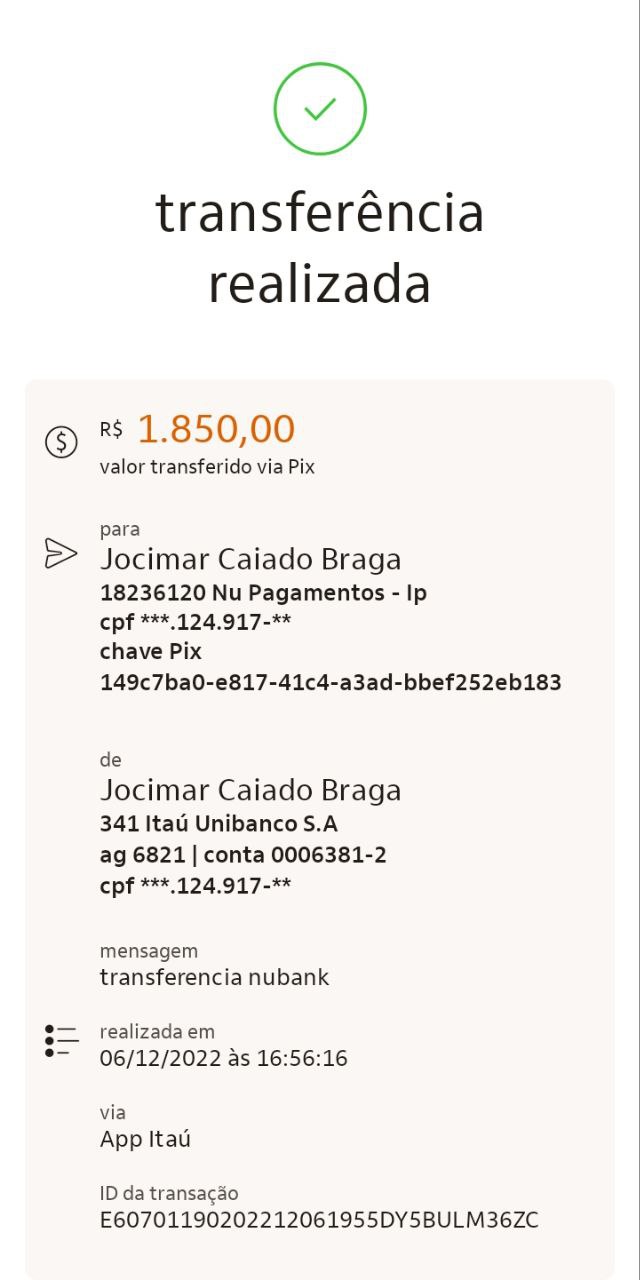 transferência
realizada
R$ 1.850,00
valor transferido via Pix
para
Jocimar Caiado Braga
18236120 Nu Pagamentos - Ip
cpf ***.124.917-**
chave Pix
149c7ba0-e817-41c4-a3ad-bbef252eb183
de
Jocimar Caiado Braga
341 Itaú Unibanco S.A
ag 6821 | conta 0006381-2
cpf ***.124.917-**
mensagem
transferencia nubank
realizada em
06/12/2022 às 16:56:16
via
App Itaú
ID da transação
E60701190202212061955DY5BULM36ZC